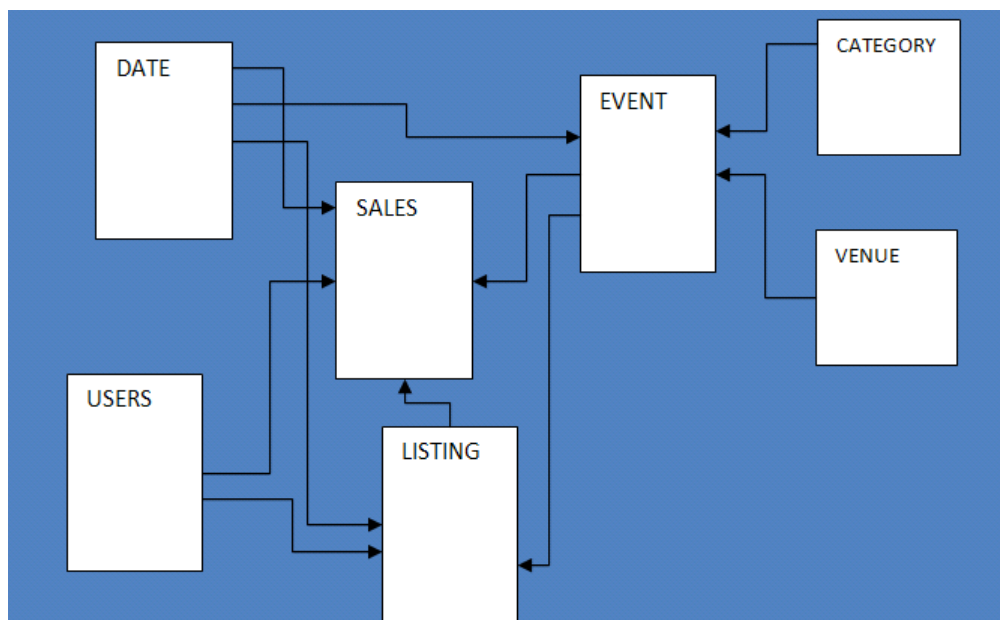 DATE
CATEGORY
EVENT
SALES
VENUE
USERS
LISTING